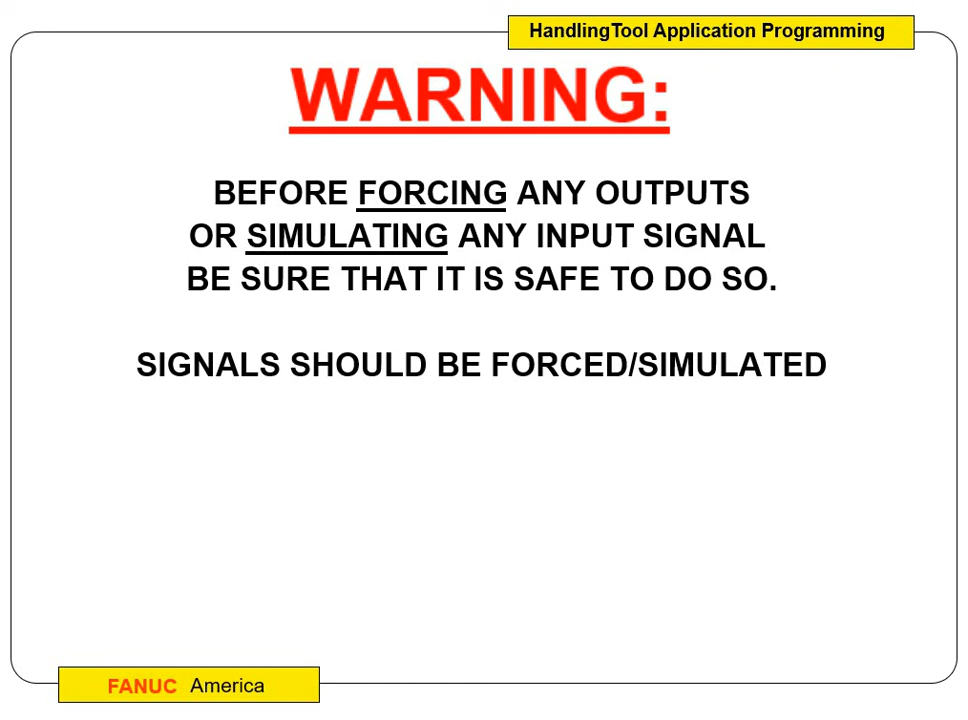 HandlingTool Application Programming
WARNING:
BEFORE FORCING ANY OUTPUTS
OR SIMULATING ANY INPUT SIGNAL
BE SURE THAT IT IS SAFE TO DO SO.
SIGNALS SHOULD BE FORCED/SIMULATED
FANUC America